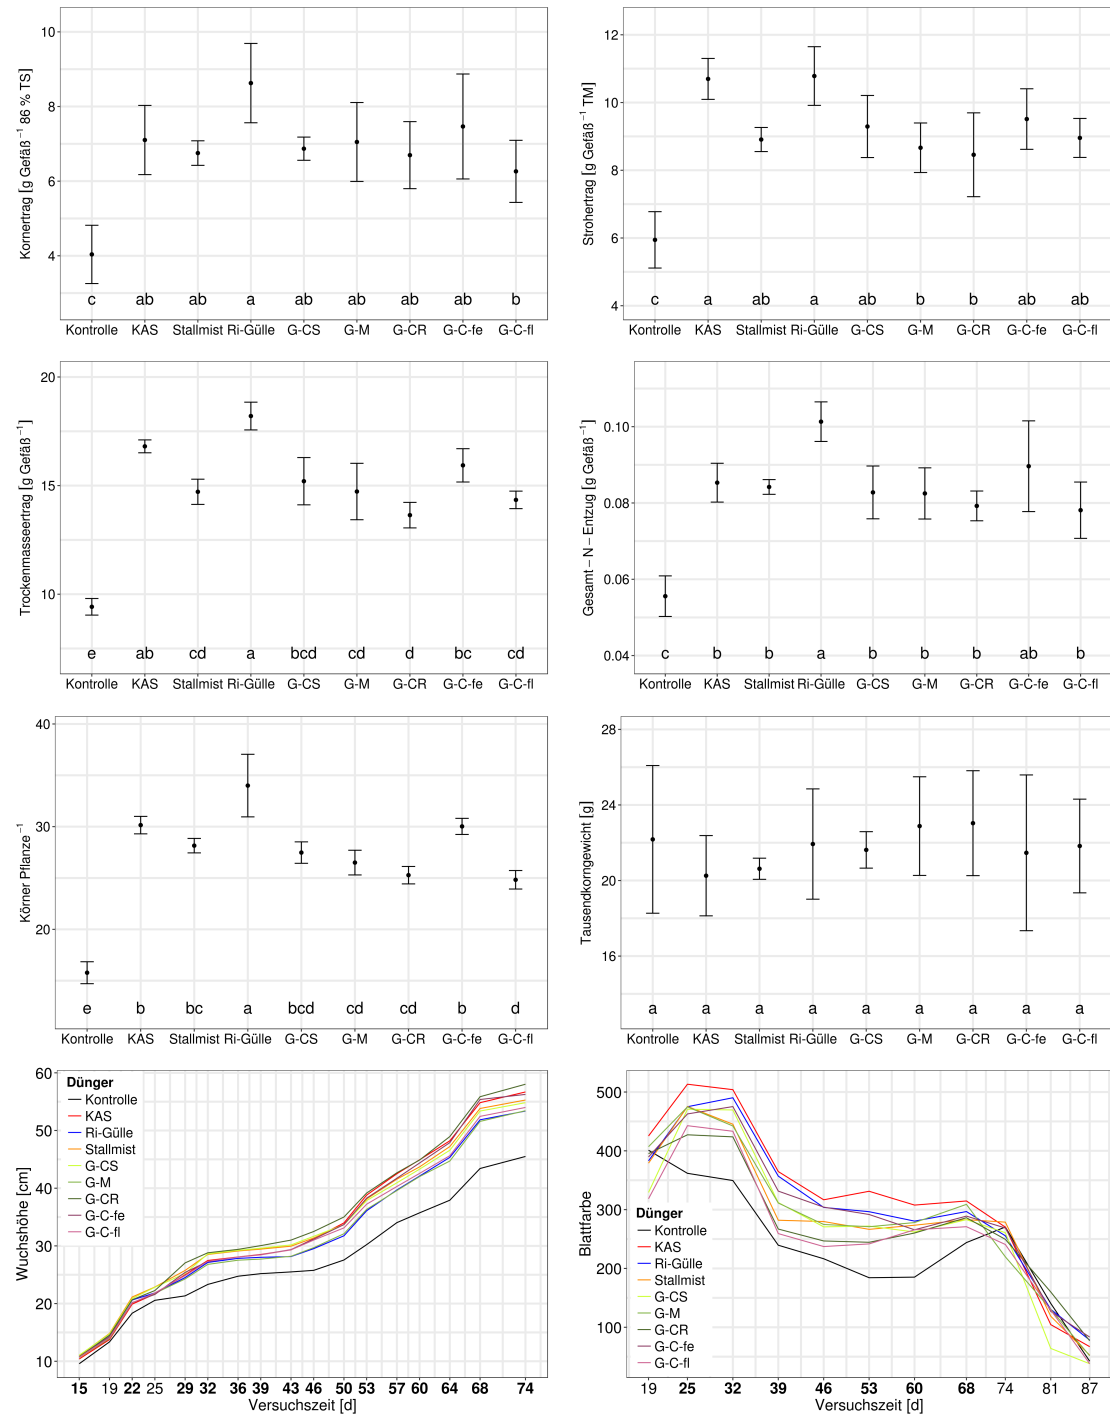 Kornertrag [g Gefäß⁻¹ 86 % TS]
10
8
6
4
c ab ab a ab ab ab ab b
Kontrolle KAS Stallmist Ri-Gülle G-CS G-M G-CR G-C-fe G-C-fl
Strohertrag [g Gefäß⁻¹ TM]
12
10
8
6
4
c a ab a ab b b ab ab
Kontrolle KAS Stallmist Ri-Gülle G-CS G-M G-CR G-C-fe G-C-fl
Trockenmasseertrag [g Gefäß⁻¹]
20
15
10
e ab cd a bcd cd d bc cd
Kontrolle KAS Stallmist Ri-Gülle G-CS G-M G-CR G-C-fe G-C-fl
Gesamt – N – Entzug [g Gefäß⁻¹]
0.10
0.08
0.06
0.04
c b b a b b b ab b
Kontrolle KAS Stallmist Ri-Gülle G-CS G-M G-CR G-C-fe G-C-fl
Körner Pflanze⁻¹
40
30
20
e b bc a bcd cd cd b d
Kontrolle KAS Stallmist Ri-Gülle G-CS G-M G-CR G-C-fe G-C-fl
Tausendkorngewicht [g]
28
24
20
16
a a a a a a a a a
Kontrolle KAS Stallmist Ri-Gülle G-CS G-M G-CR G-C-fe G-C-fl
Wuchshöhe [cm]
60
50
40
30
20
10
Dünger
Kontrolle
KAS
Ri-Gülle
Stallmist
G-CS
G-M
G-CR
G-C-fe
G-C-fl
15 19 22 25 29 32 36 39 43 46 50 53 57 60 64 68 74
Versuchszeit [d]
Blattfarbe
500
400
300
200
100
Dünger
Kontrolle
KAS
Ri-Gülle
Stallmist
G-CS
G-M
G-CR
G-C-fe
G-C-fl
19 25 32 39 46 53 60 68 74 81 87
Versuchszeit [d]